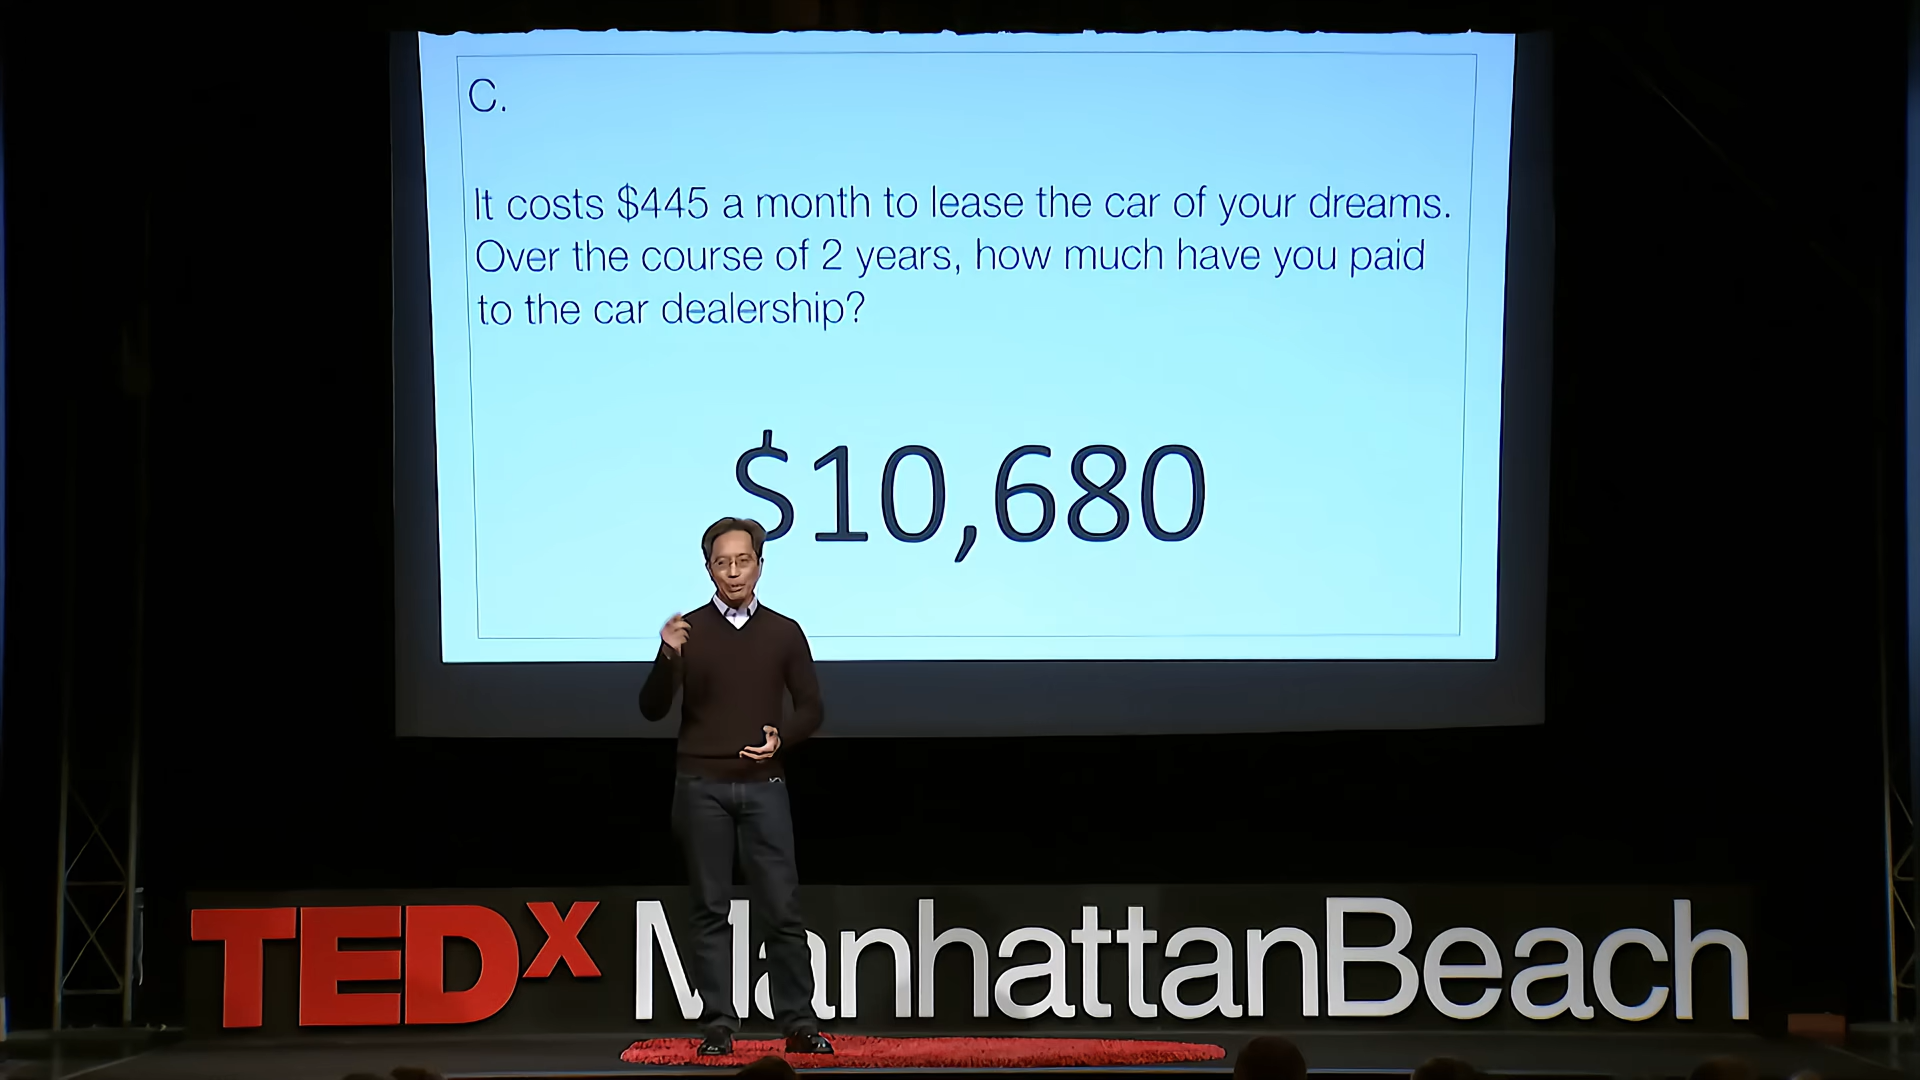 C.
It costs $445 a month to lease the car of your dreams.
Over the course of 2 years, how much have you paid
to the car dealership?
$10,680
TEDx ManhattanBeach